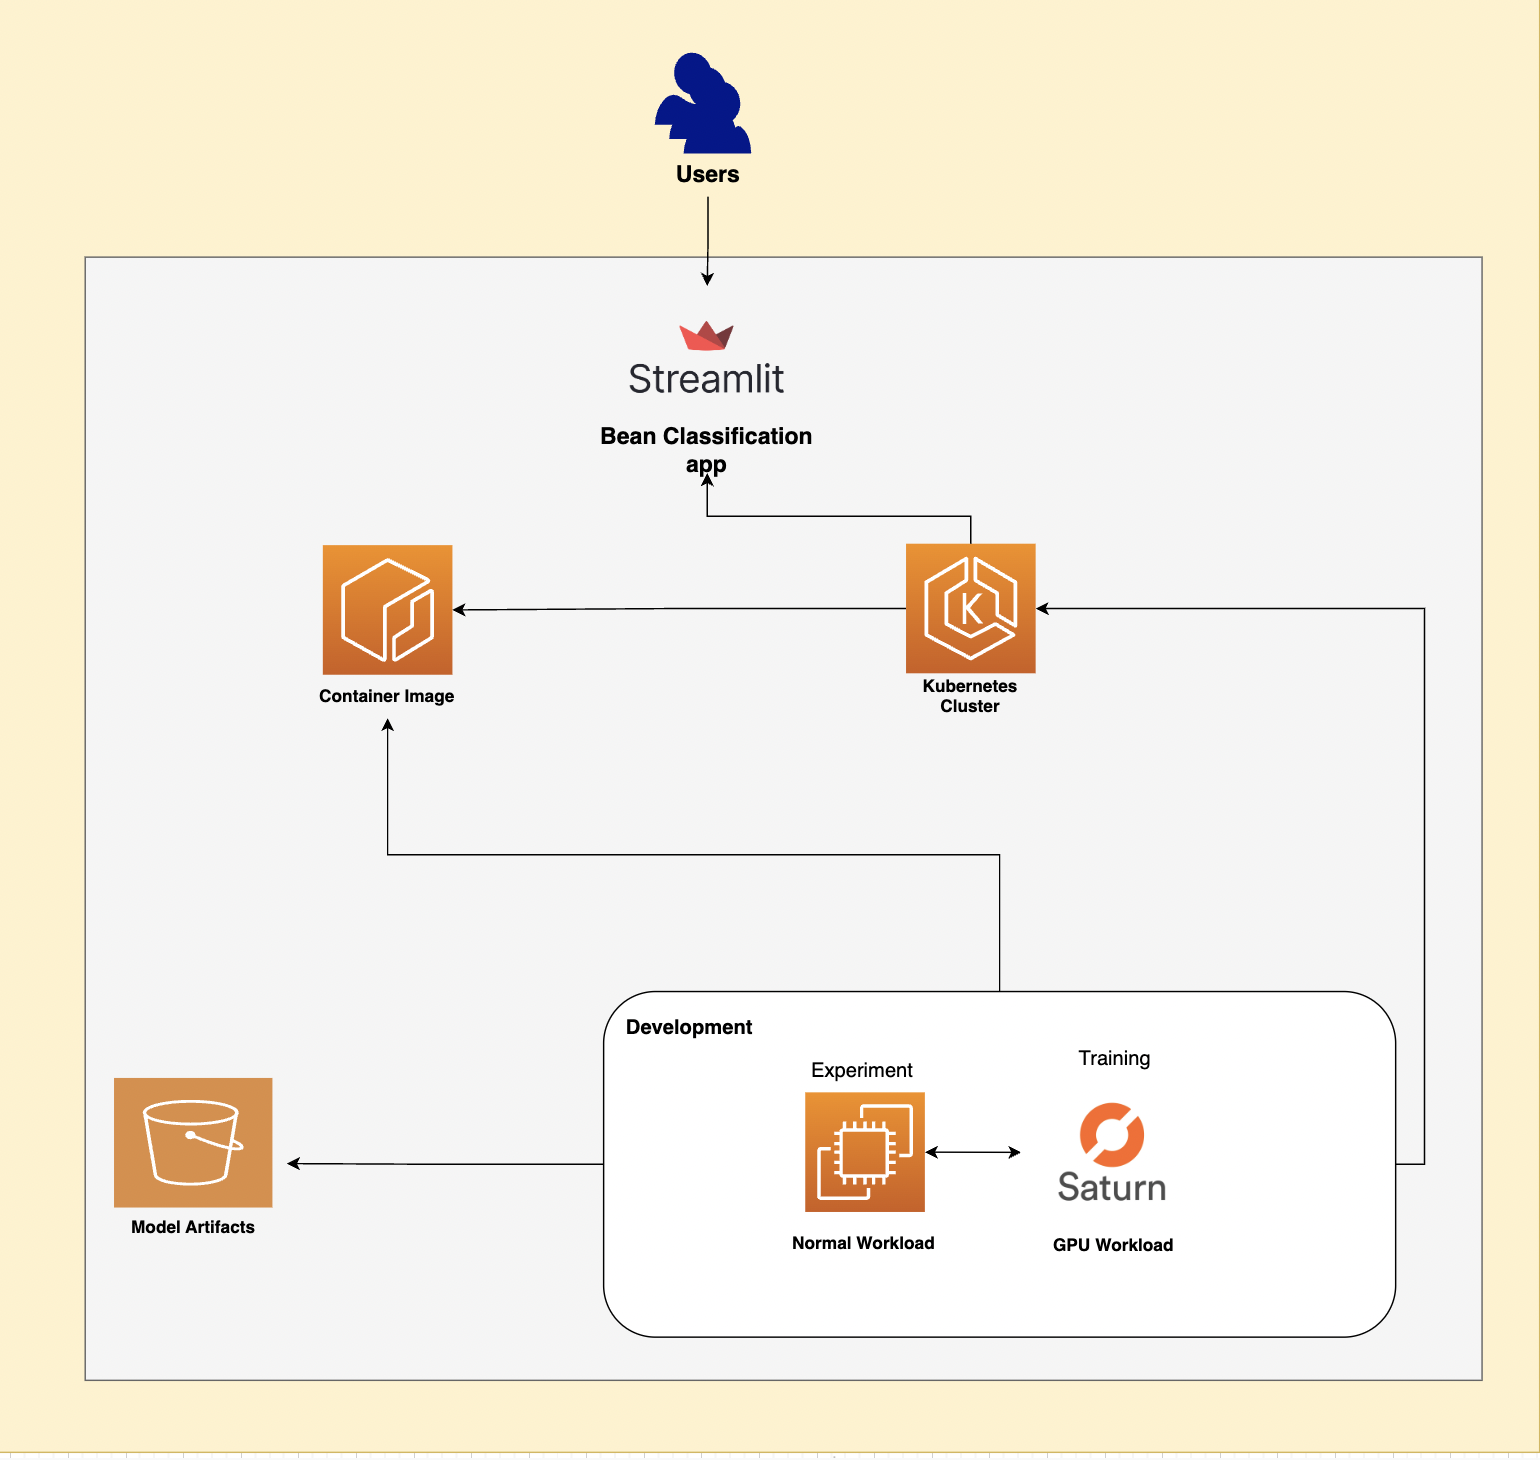 Users
Streamlit
Bean Classification
app
K
Container Image
Kubernetes
Cluster
Development
Experiment
Training
Saturn
Normal Workload
GPU Workload
Model Artifacts